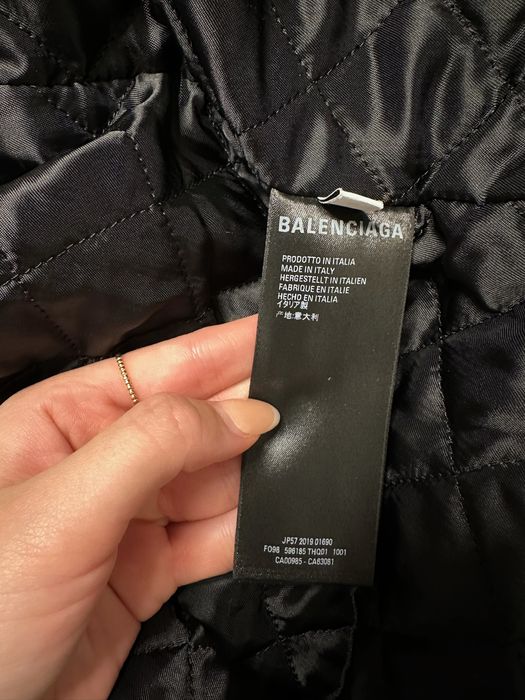 BALENCIAGA
PRODOTTO IN ITALIA
MADE IN ITALY
HERGESTELLT IN ITALIEN
FABRIQUE EN ITALIE
HECHO EN ITALIA
イタリア製
产地:意大利
JP57 2019 01690
FO98 596185 THQ01 1001
CA00985 - CA63081